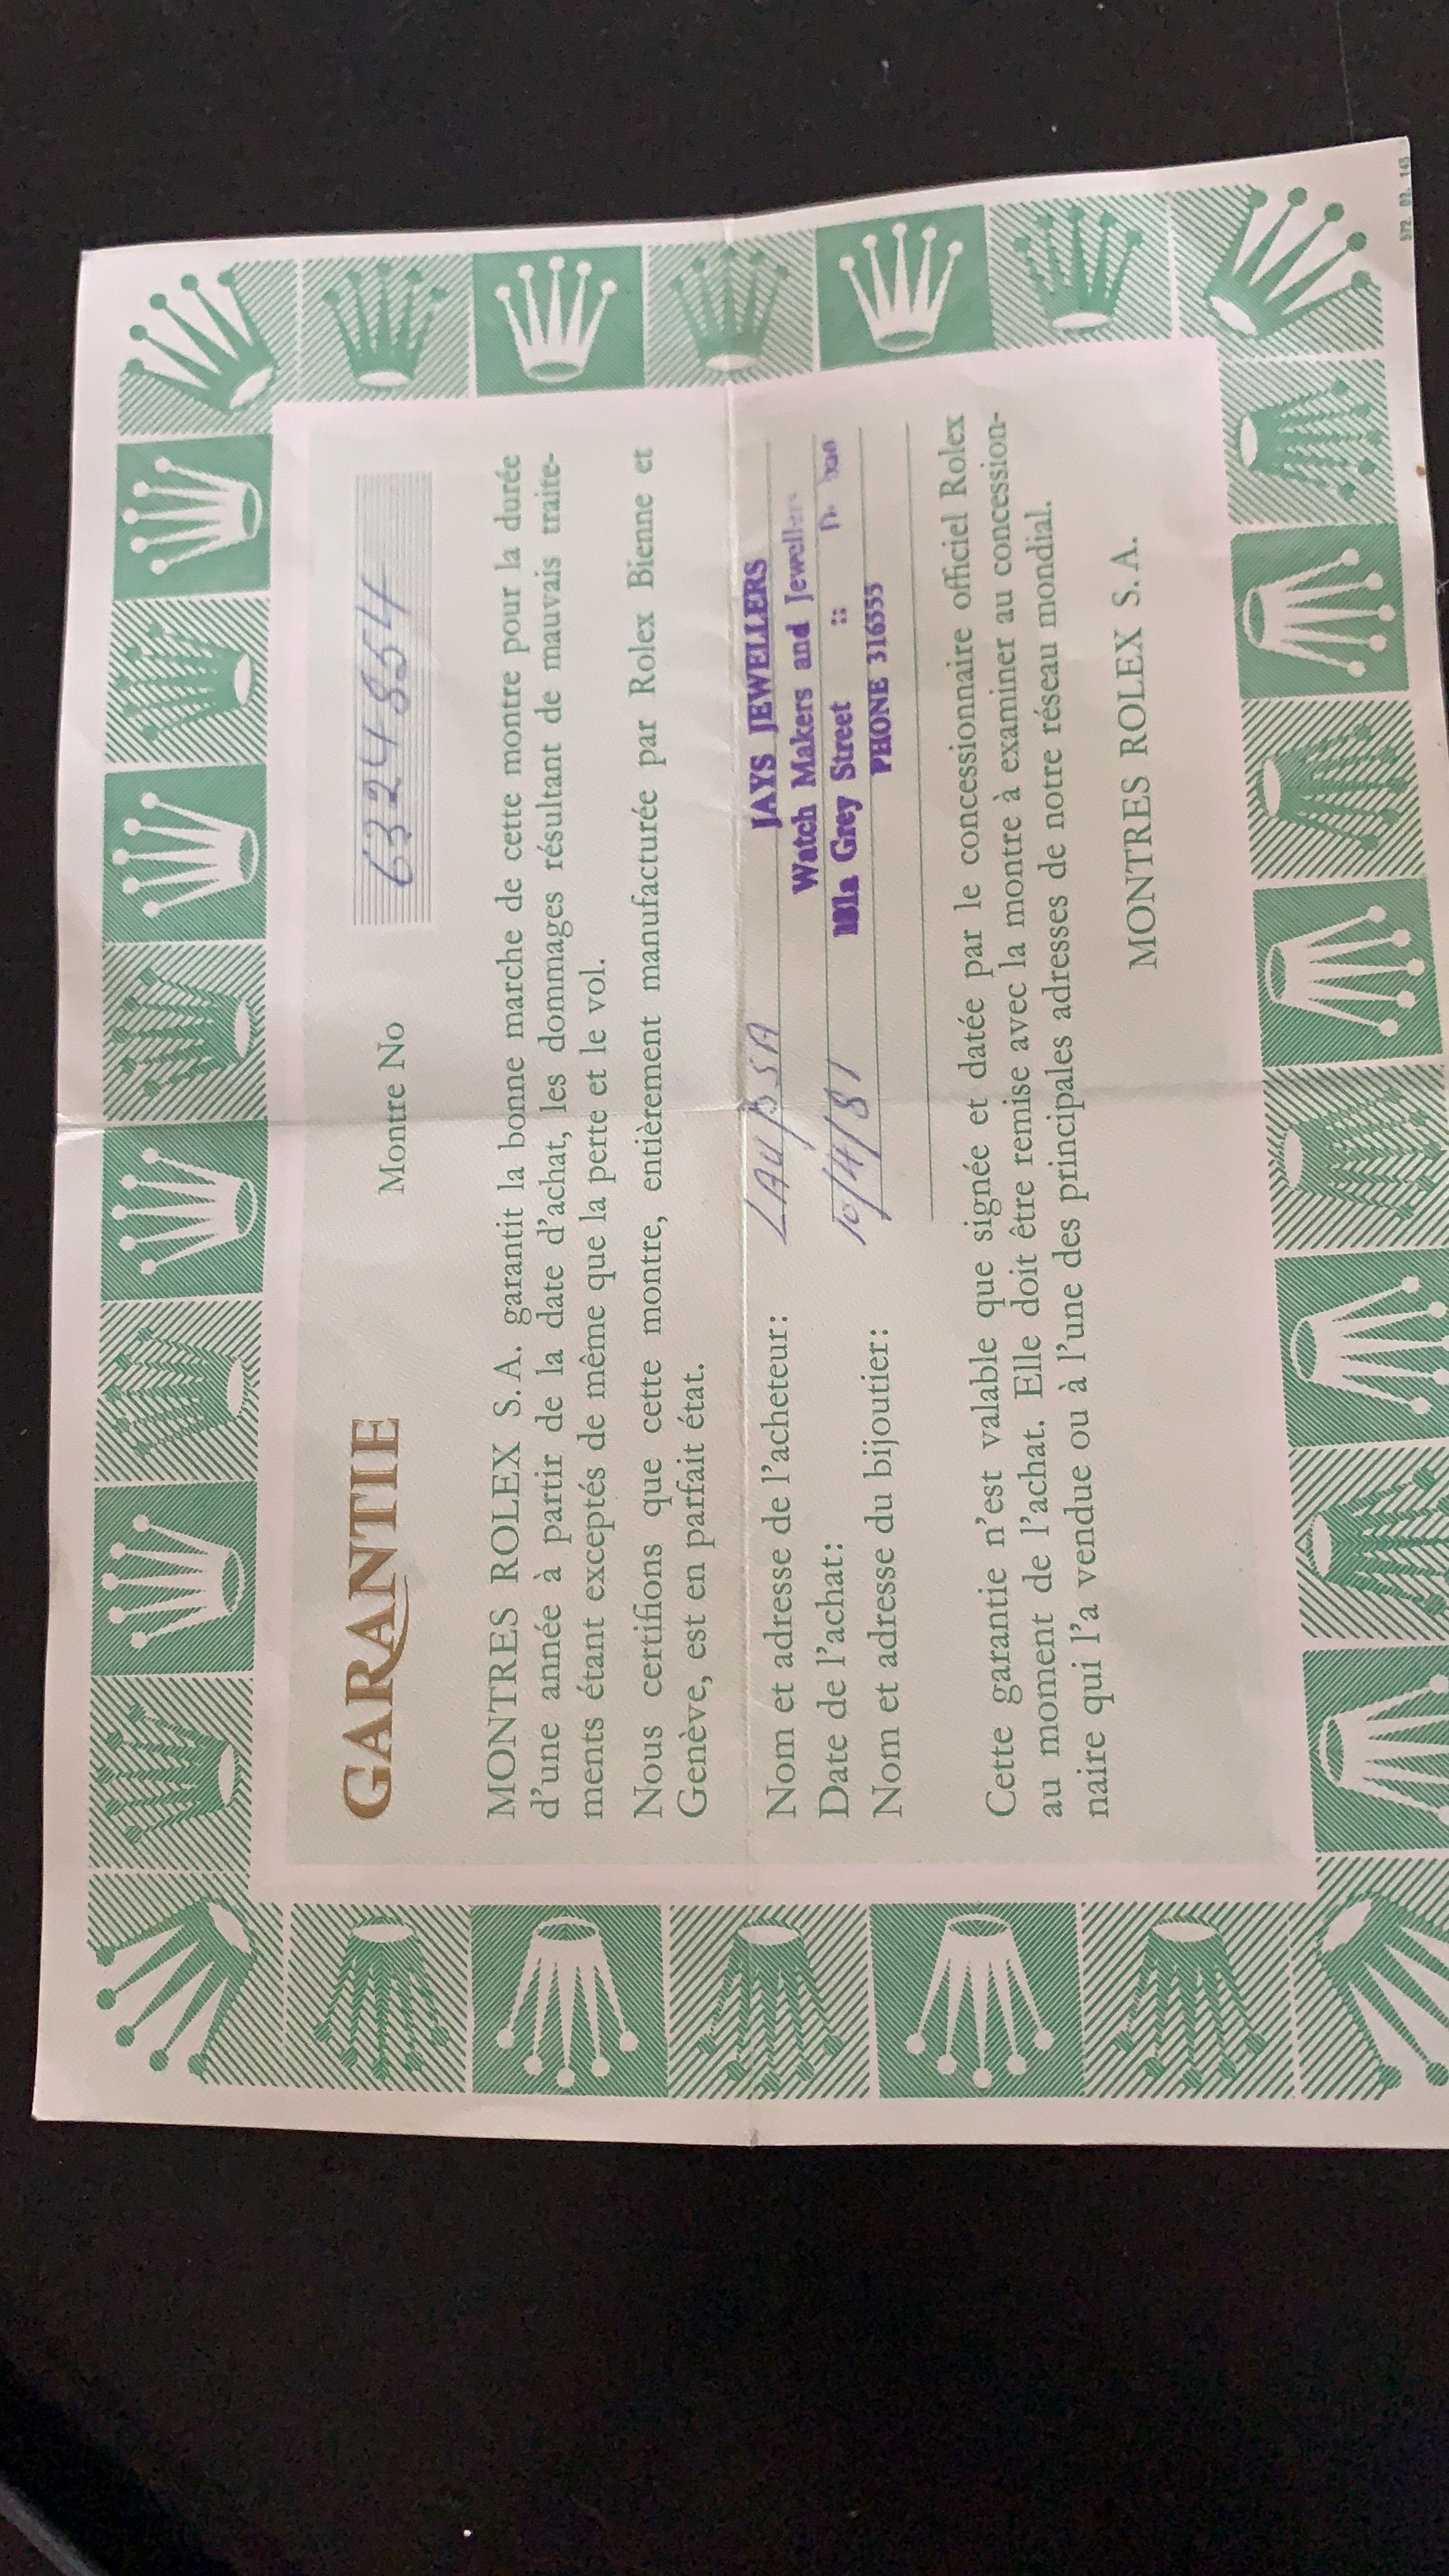 GARANTIE
Montre No 6324854
MONTRES ROLEX S.A. garantit la bonne marche de cette montre pour la durée
d'une année à partir de la date d'achat, les dommages résultant de mauvais traite-
ments étant exceptés de même que la perte et le vol.
Nous certifions que cette montre, entièrement manufacturée par Rolex Bienne et
Genève, est en parfait état.
Nom et adresse de l'acheteur:
JAYS JEWELLERS
Watch Makers and Jewellers
Date de l'achat: 10/4/81
Grey Street ::
Nom et adresse du bijoutier:
PHONE 316555
Cette garantie n'est valable que signée et datée par le concessionnaire officiel Rolex
au moment de l'achat. Elle doit être remise avec la montre à examiner au concession-
naire qui l'a vendue ou à l'une des principales adresses de notre réseau mondial.
MONTRES ROLEX S.A.